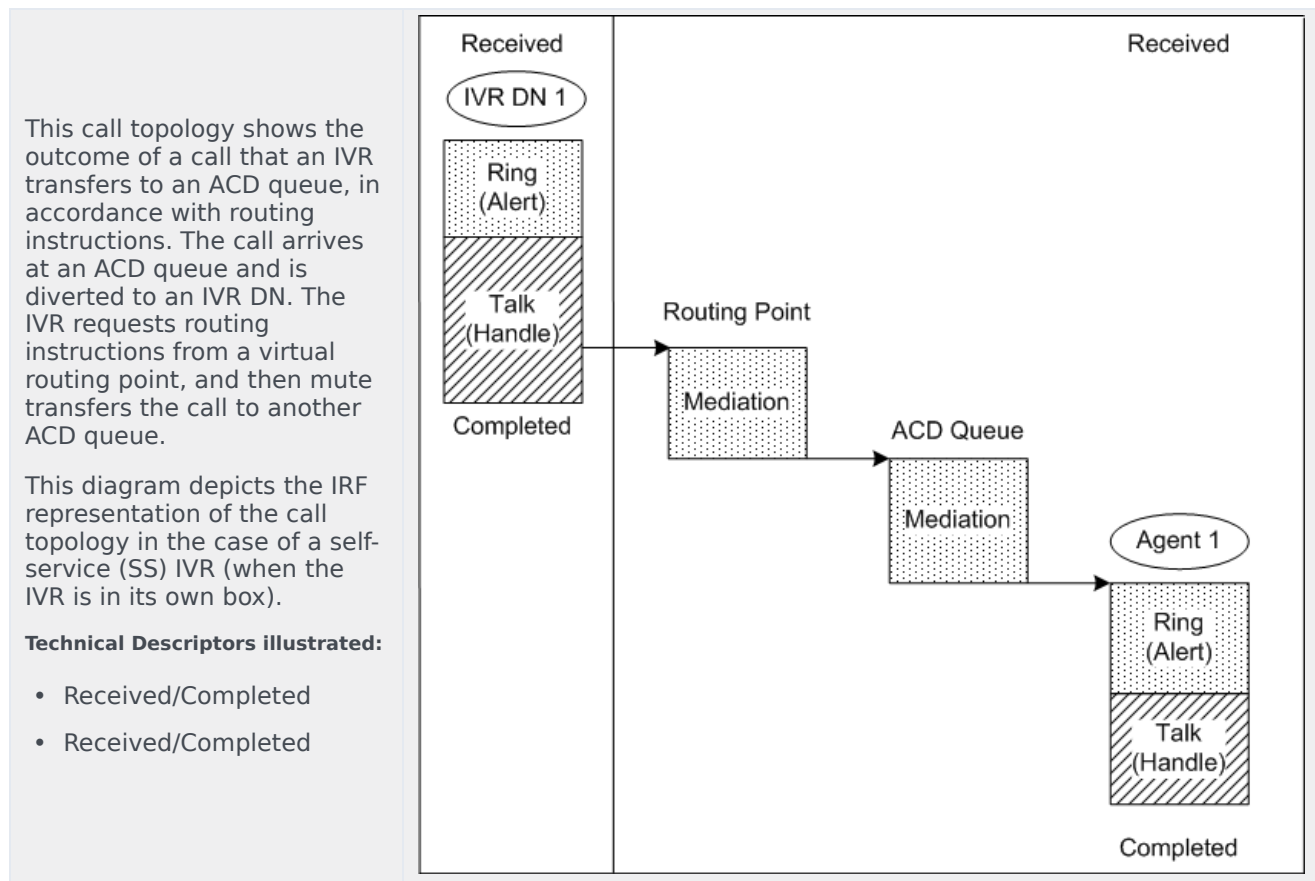 This call topology shows the
outcome of a call that an IVR
transfers to an ACD queue, in
accordance with routing
instructions. The call arrives
at an ACD queue and is
diverted to an IVR DN. The
IVR requests routing
instructions from a virtual
routing point, and then mute
transfers the call to another
ACD queue.
This diagram depicts the IRF
representation of the call
topology in the case of a self-
service (SS) IVR (when the
IVR is in its own box).
Technical Descriptors illustrated:
• Received/Completed
• Received/Completed
Received
IVR DN 1
Ring
(Alert)
Talk
(Handle)
Completed
Routing Point
Mediation
ACD Queue
Mediation
Received
Agent 1
Ring
(Alert)
Talk
(Handle)
Completed